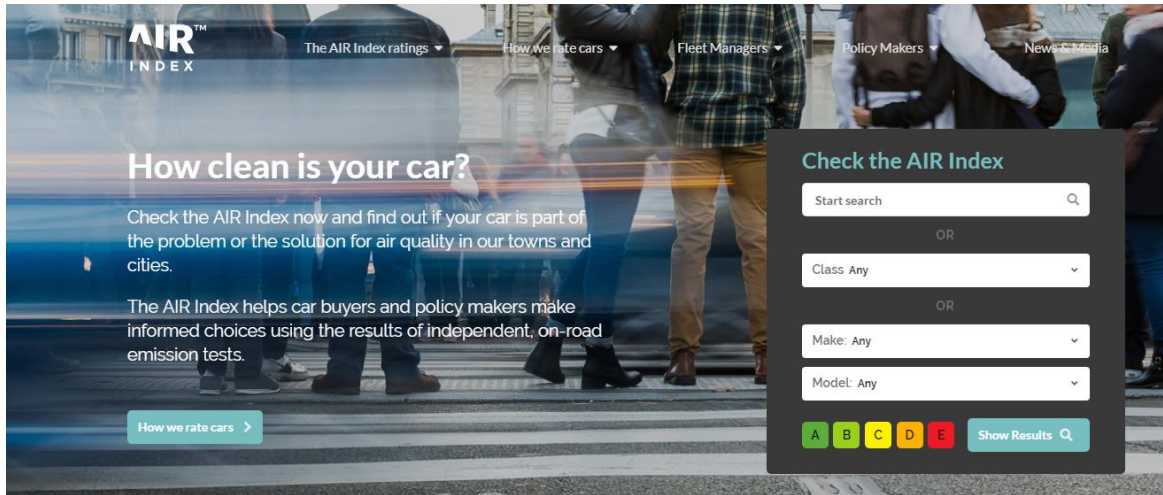 AIR™
INDEX
The AIR Index ratings
How we rate cars
Fleet Managers
Policy Makers
News & Media
How clean is your car?
Check the AIR Index now and find out if your car is part of
the problem or the solution for air quality in our towns and
cities.
The AIR Index helps car buyers and policy makers make
informed choices using the results of independent, on-road
emission tests.
How we rate cars
Check the AIR Index
Start search
OR
Class Any
OR
Make: Any
Model: Any
A B C D E
Show Results